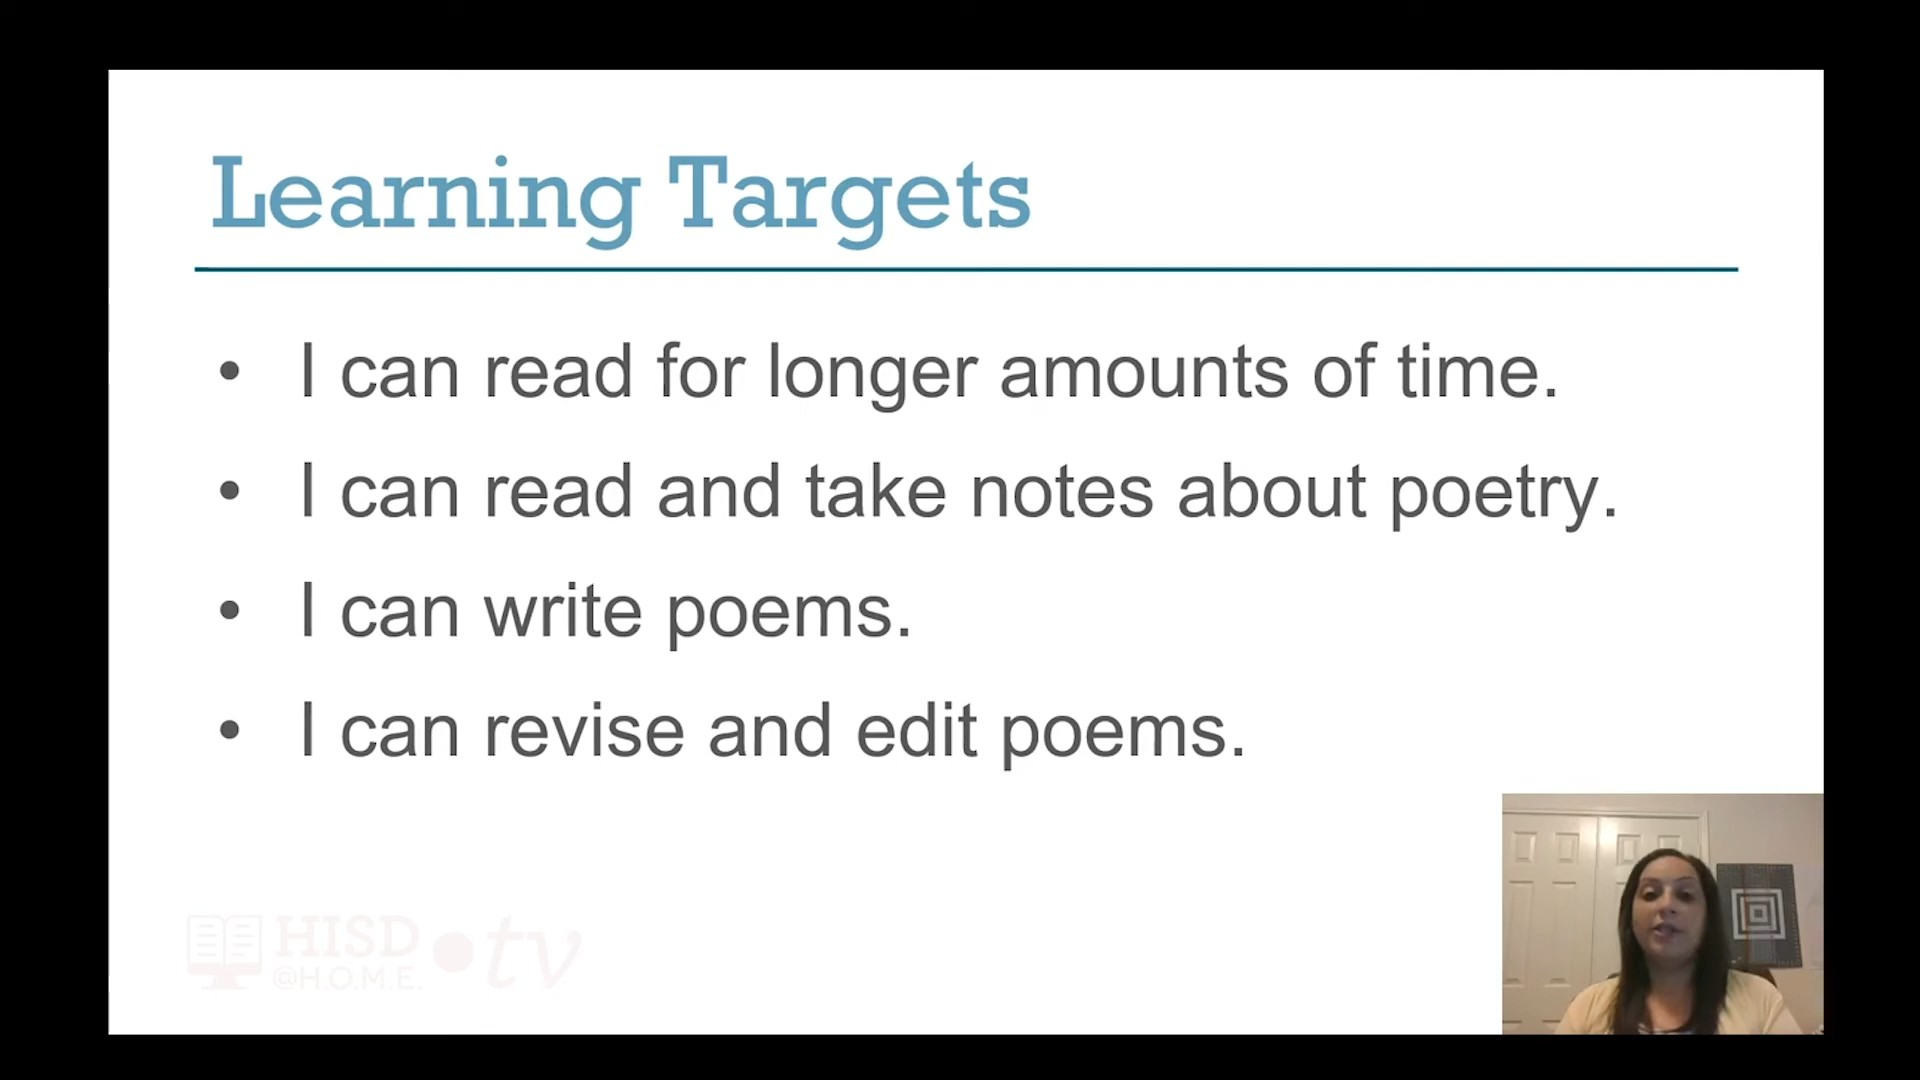 Learning Targets
• I can read for longer amounts of time.
• I can read and take notes about poetry.
• I can write poems.
• I can revise and edit poems.
HISD
@H.O.M.E.
tv